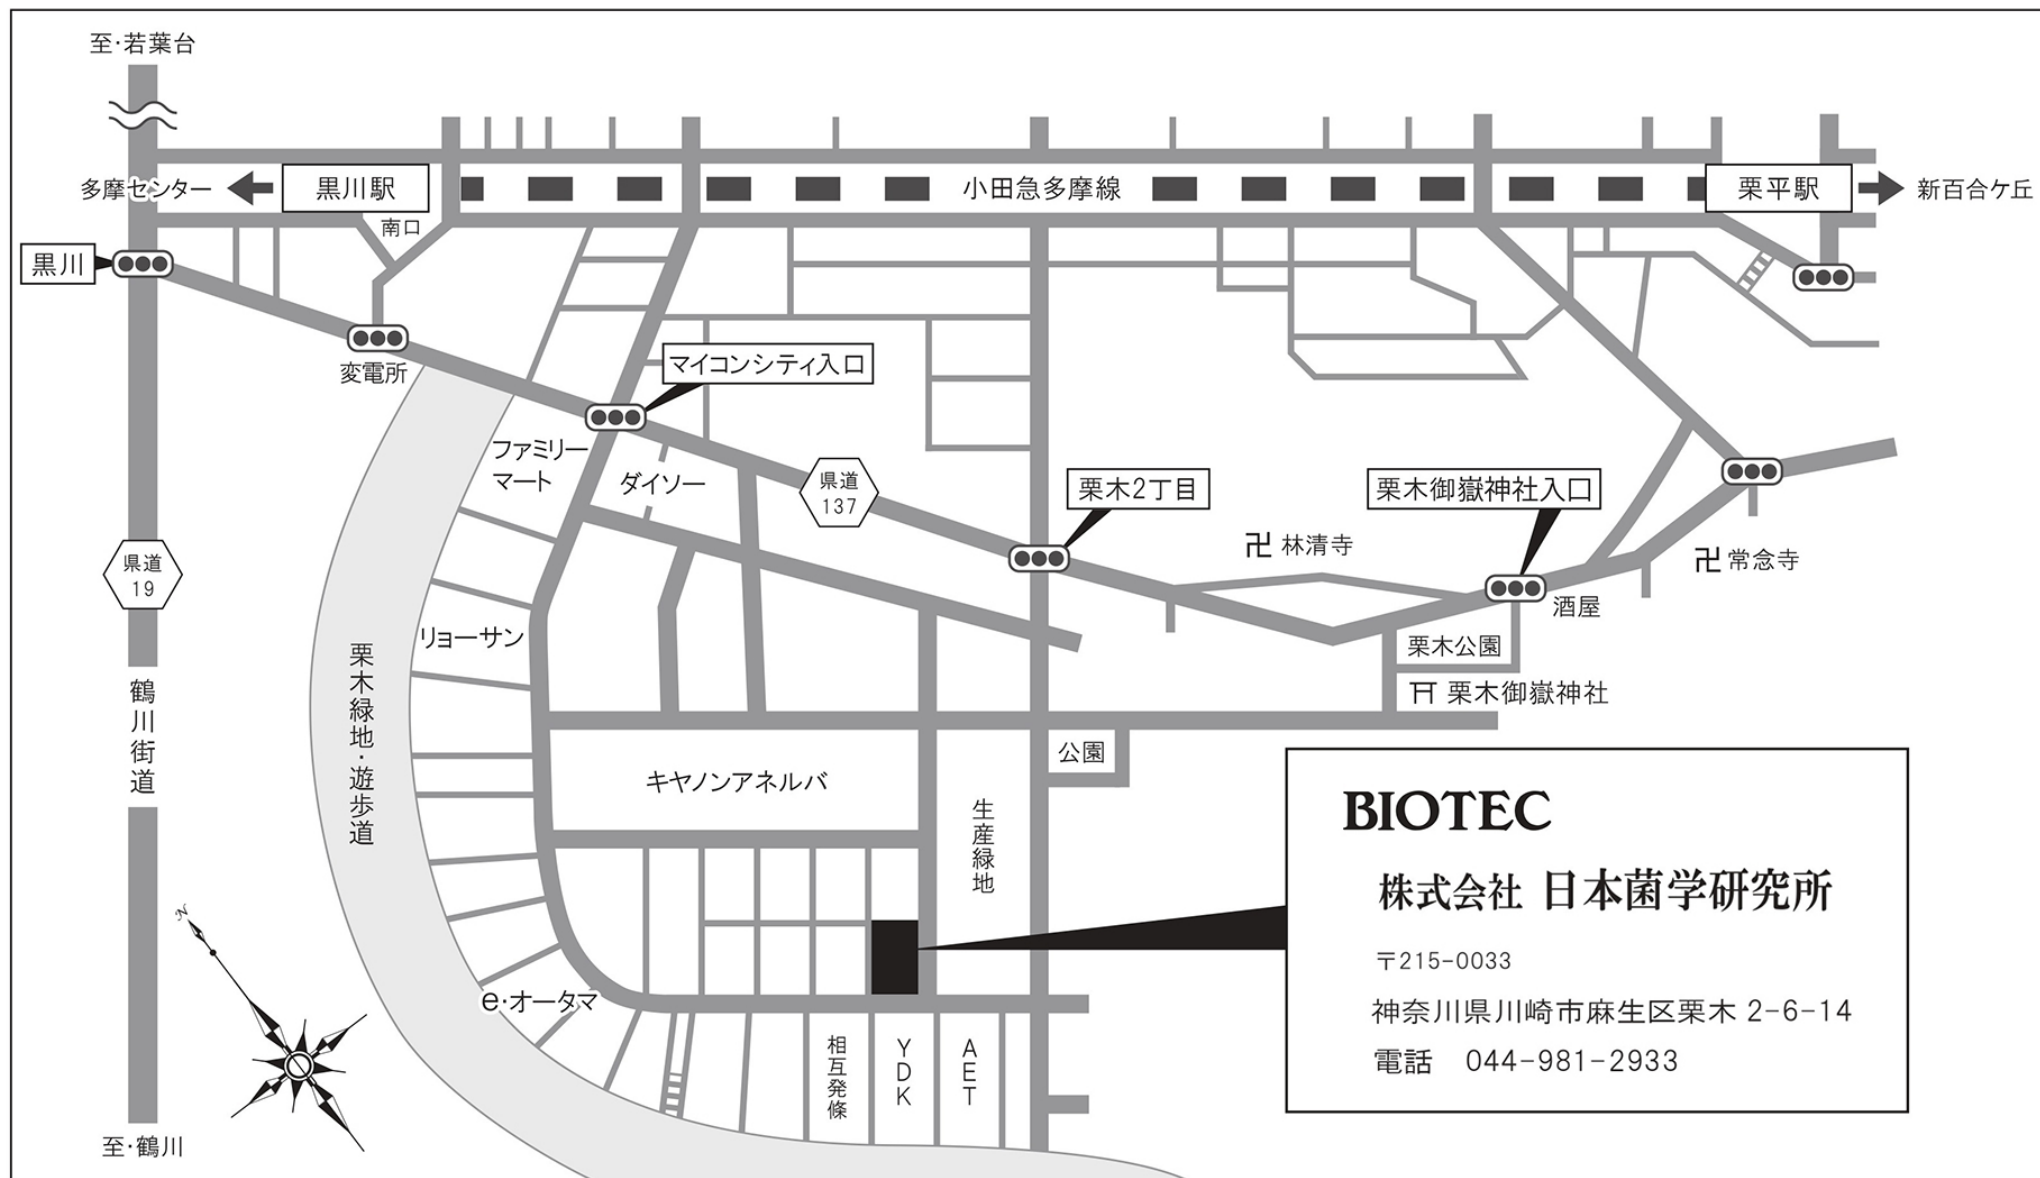 至・若葉台
多摩センター
黒川駅
小田急多摩線
栗平駅
新百合ケ丘
南口
黒川
変電所
マイコンシティ入口
ファミリー
マート
ダイソー
県道
137
栗木2丁目
栗木御嶽神社入口
卍 林清寺
卍 常念寺
県道
19
酒屋
リョーサン
栗木公園
栗木御嶽神社
栗木緑地・遊歩道
鶴川街道
公園
キヤノンアネルバ
生産緑地
BIOTEC
株式会社 日本菌学研究所
〒215-0033
神奈川県川崎市麻生区栗木 2-6-14
電話 044-981-2933
N
e・オータマ
相互発條
YDK
AET
至・鶴川